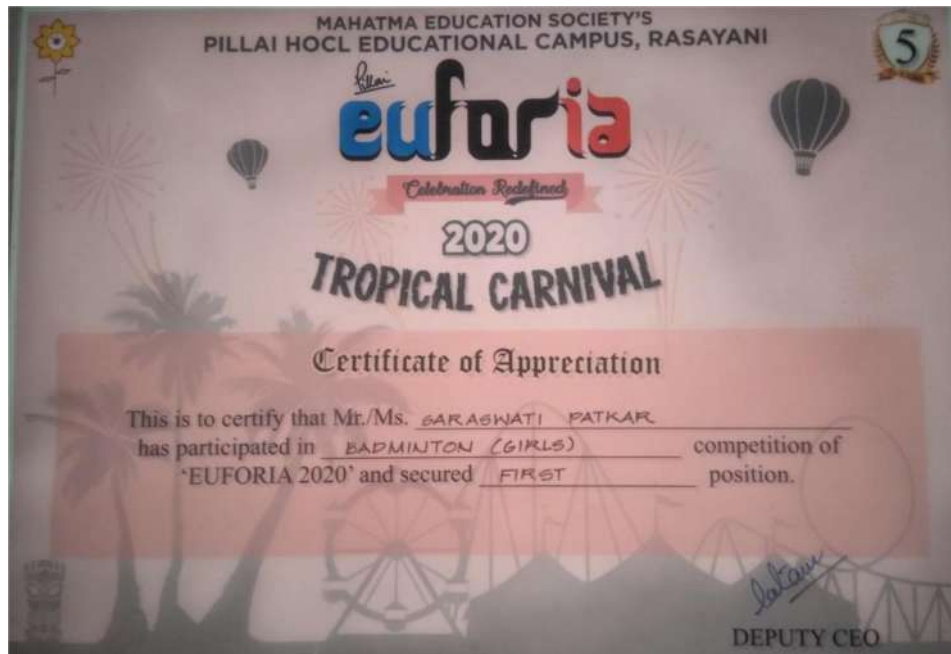 MAHATMA EDUCATION SOCIETY'S
PILLAI HOCL EDUCATIONAL CAMPUS, RASAYANI
5
Pillai
euforia
Celebration Redefined
2020
TROPICAL CARNIVAL
Certificate of Appreciation
This is to certify that Mr./Ms. SARASWATI PATKAR
has participated in BADMINTON (GIRLS) competition of
'EUFORIA 2020' and secured FIRST position.
DEPUTY CEO